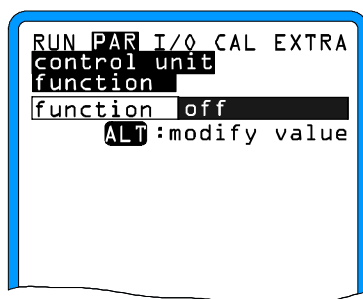 RUN PAR I/O CAL EXTRA
control unit
function
function off
ALT :modify value